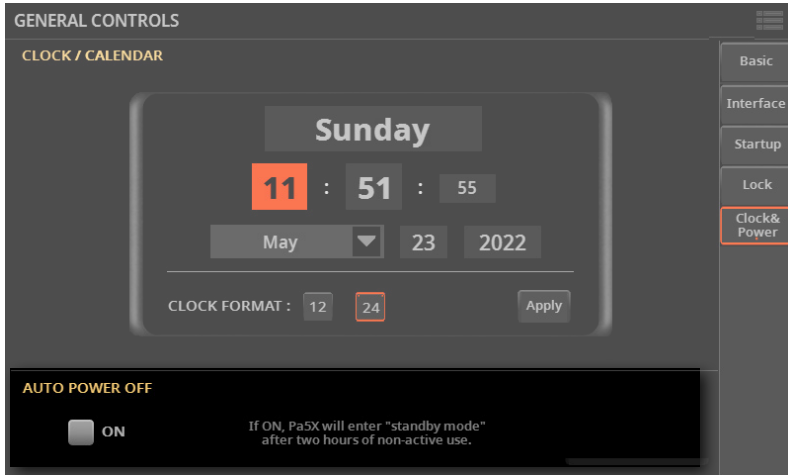 GENERAL CONTROLS
CLOCK / CALENDAR
Sunday
11 : 51 : 55
May 23 2022
CLOCK FORMAT : 12 24 Apply
Basic
Interface
Startup
Lock
Clock&
Power
AUTO POWER OFF
ON
If ON, Pa5X will enter "standby mode"
after two hours of non-active use.